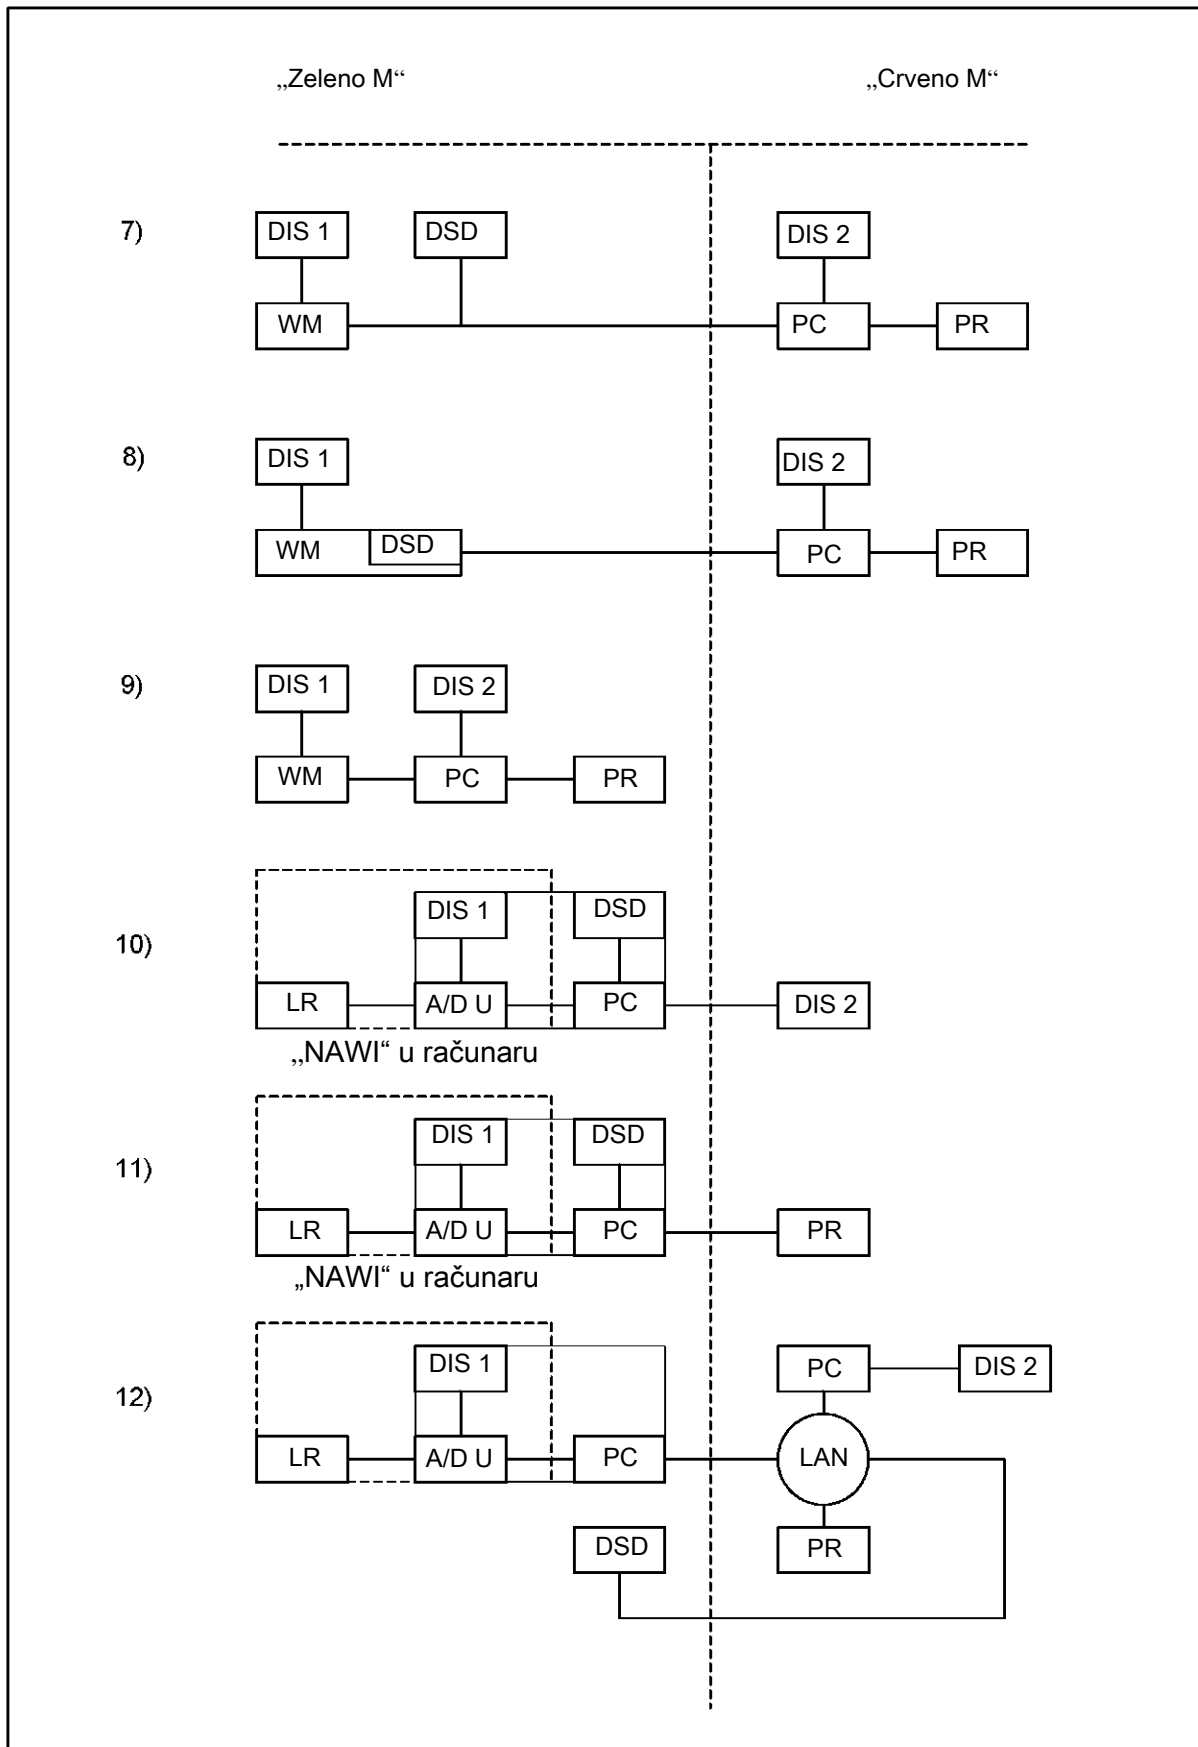 „Zeleno M“ „Crveno M“
7) DIS 1 DSD DIS 2
WM PC PR
8) DIS 1 DIS 2
WM DSD PC PR
9) DIS 1 DIS 2
WM PC PR
10) DIS 1 DSD
LR A/D U PC DIS 2
„NAWI“ u računaru
11) DIS 1 DSD
LR A/D U PC PR
„NAWI“ u računaru
12) DIS 1 PC DIS 2
LR A/D U PC LAN
DSD PR